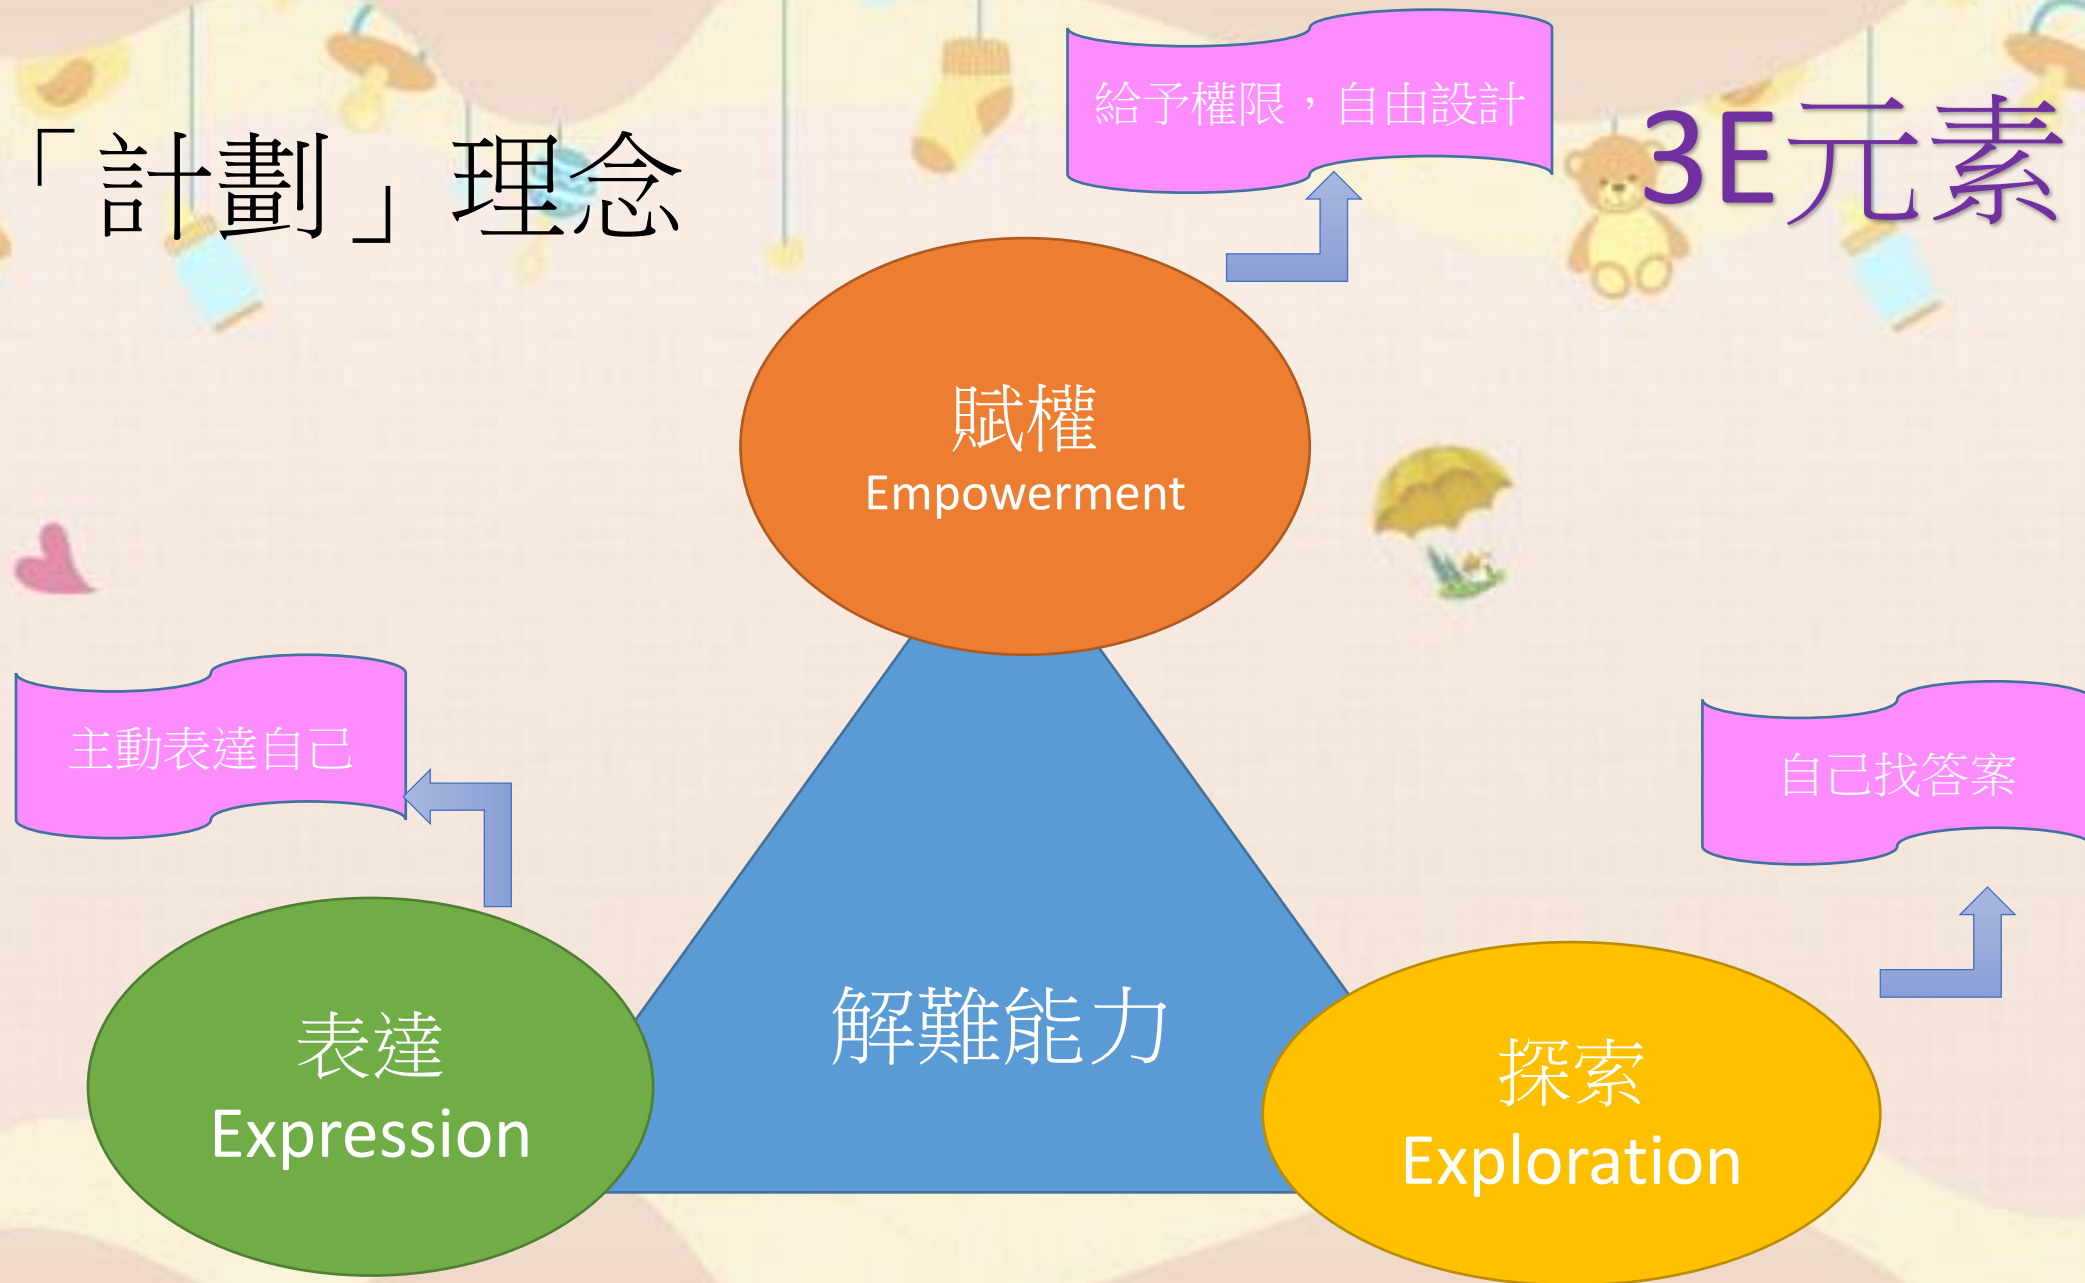 「計劃」理念
3E元素
給予權限，自由設計
賦權
Empowerment
主動表達自己
自己找答案
解難能力
表達
Expression
探索
Exploration